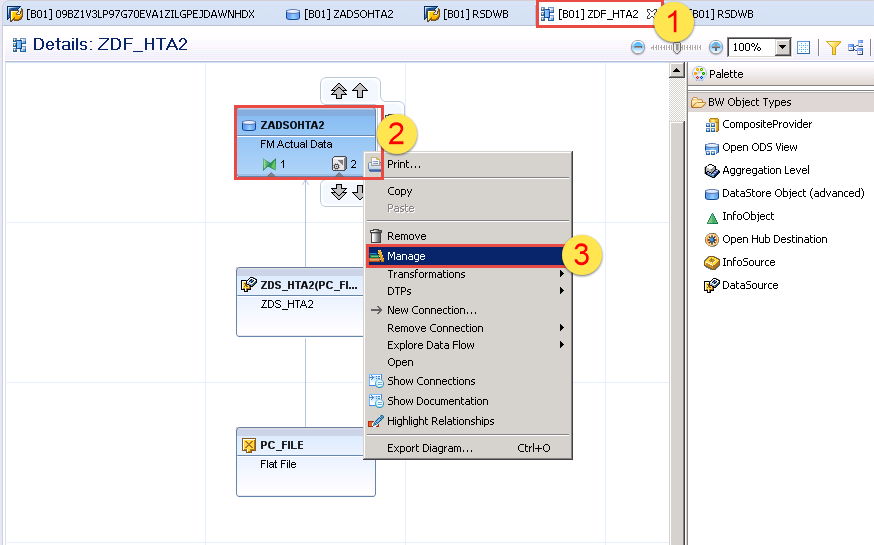 [B01] 09BZ1V3LP97G70EVA1ZILGPEJDAWNHDX
[B01] ZADSOHTA2
[B01] RSDWB
[B01] ZDF_HTA2
[B01] RSDWB
1
Details: ZDF_HTA2
100%
Palette
BW Object Types
CompositeProvider
Open ODS View
Aggregation Level
DataStore Object (advanced)
InfoObject
Open Hub Destination
InfoSource
DataSource
ZADSOHTA2
FM Actual Data
1
2
2
ZDS_HTA2(PC_FI...
ZDS_HTA2
PC_FILE
Flat File
Print...
Copy
Paste
Remove
Manage
3
Transformations
DTPs
New Connection...
Remove Connection
Explore Data Flow
Open
Show Connections
Show Documentation
Highlight Relationships
Export Diagram... Ctrl+O